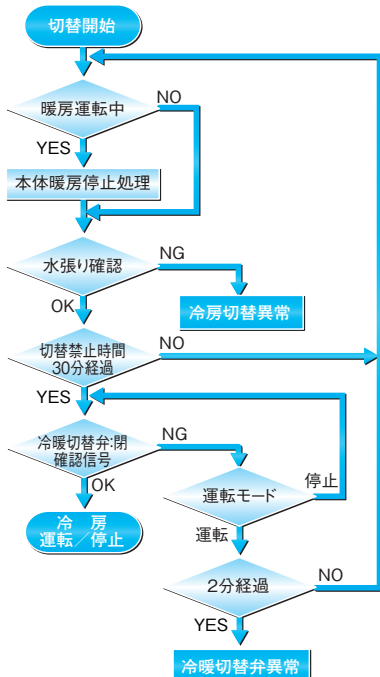 切替開始
暖房運転中
NO
YES
本体暖房停止処理
水張り確認
NG
OK
冷房切替異常
切替禁止時間
30分経過
NO
YES
冷暖切替弁:閉
確認信号
NG
OK
運転モード
停止
冷 房
運転／停止
運転
2分経過
NO
YES
冷暖切替弁異常